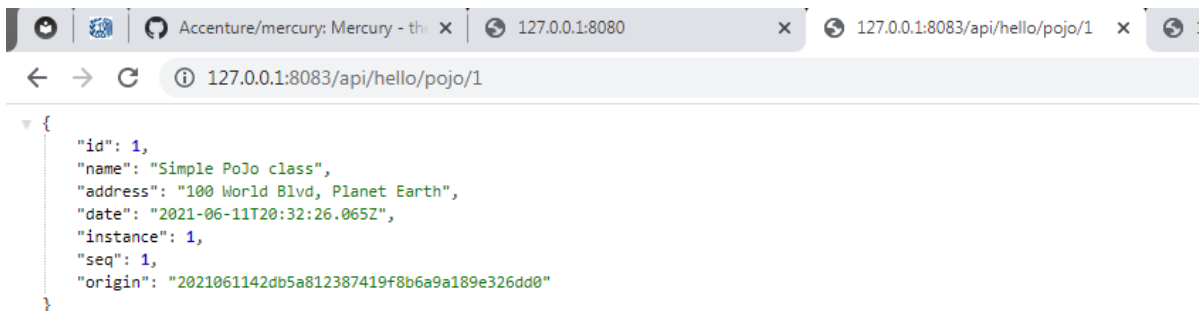 Accenture/mercury: Mercury - th
127.0.0.1:8080
127.0.0.1:8083/api/hello/pojo/1
127.0.0.1:8083/api/hello/pojo/1
{
"id": 1,
"name": "Simple PoJo class",
"address": "100 World Blvd, Planet Earth",
"date": "2021-06-11T20:32:26.065Z",
"instance": 1,
"seq": 1,
"origin": "2021061142db5a812387419f8b6a9a189e326dd0"
}